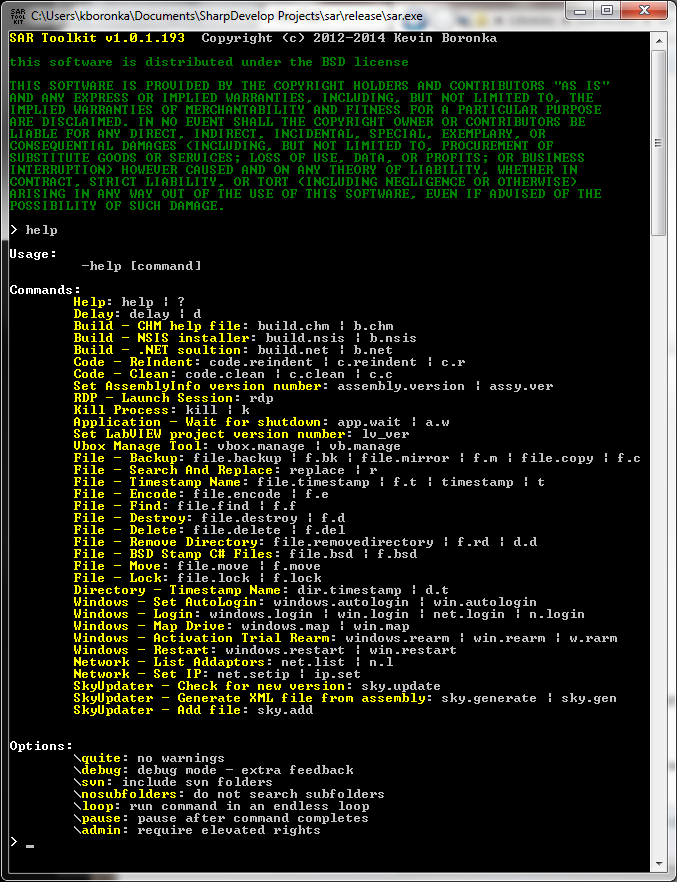 SAR TOOL KIT
C:\Users\kboronka\Documents\SharpDevelop Projects\sar\release\sar.exe
SAR Toolkit v1.0.1.193  Copyright (c) 2012-2014 Kevin Boronka
this software is distributed under the BSD license
THIS SOFTWARE IS PROVIDED BY THE COPYRIGHT HOLDERS AND CONTRIBUTORS "AS IS"
AND ANY EXPRESS OR IMPLIED WARRANTIES, INCLUDING, BUT NOT LIMITED TO, THE
IMPLIED WARRANTIES OF MERCHANTABILITY AND FITNESS FOR A PARTICULAR PURPOSE
ARE DISCLAIMED. IN NO EVENT SHALL THE COPYRIGHT OWNER OR CONTRIBUTORS BE
LIABLE FOR ANY DIRECT, INDIRECT, INCIDENTAL, SPECIAL, EXEMPLARY, OR
CONSEQUENTIAL DAMAGES (INCLUDING, BUT NOT LIMITED TO, PROCUREMENT OF
SUBSTITUTE GOODS OR SERVICES; LOSS OF USE, DATA, OR PROFITS; OR BUSINESS
INTERRUPTION) HOWEVER CAUSED AND ON ANY THEORY OF LIABILITY, WHETHER IN
CONTRACT, STRICT LIABILITY, OR TORT (INCLUDING NEGLIGENCE OR OTHERWISE)
ARISING IN ANY WAY OUT OF THE USE OF THIS SOFTWARE, EVEN IF ADVISED OF THE
POSSIBILITY OF SUCH DAMAGE.
> help
Usage:
-help [command]
Commands:
Help: help | ?
Delay: delay | d
Build - CHM help file: build.chm | b.chm
Build - NSIS installer: build.nsis | b.nsis
Build - .NET soultion: build.net | b.net
Code - ReIndent: code.reindent | c.reindent | c.r
Code - Clean: code.clean | c.clean | c.c
Set AssemblyInfo version number: assembly.version | assy.ver
RDP - Launch Session: rdp
Kill Process: kill | k
Application - Wait for shutdown: app.wait | a.w
Set LabVIEW project version number: lv_ver
Vbox Manage Tool: vbox.manage | vb.manage
File - Backup: file.backup | f.bk | file.mirror | f.m | file.copy | f.c
File - Search And Replace: replace | r
File - Timestamp Name: file.timestamp | f.t | timestamp | t
File - Encode: file.encode | f.e
File - Find: file.find | f.f
File - Destroy: file.destroy | f.d
File - Delete: file.delete | f.del
File - Remove Directory: file.removedirectory | f.rd | d.d
File - BSD Stamp C# Files: file.bsd | f.bsd
File - Move: file.move | f.move
File - Lock: file.lock | f.lock
Directory - Timestamp Name: dir.timestamp | d.t
Windows - Set AutoLogin: windows.autologin | win.autologin
Windows - Login: windows.login | win.login | net.login | n.login
Windows - Map Drive: windows.map | win.map
Windows - Activation Trial Rearm: windows.rearm | win.rearm | w.rarm
Windows - Restart: windows.restart | win.restart
Network - List Addaptors: net.list | n.l
Network - Set IP: net.setip | ip.set
SkyUpdater - Check for new version: sky.update
SkyUpdater - Generate XML file from assembly: sky.generate | sky.gen
SkyUpdater - Add file: sky.add
Options:
\quite: no warnings
\debug: debug mode - extra feedback
\svn: include svn folders
\nosubfolders: do not search subfolders
\loop: run command in an endless loop
\pause: pause after command completes
\admin: require elevated rights
> _